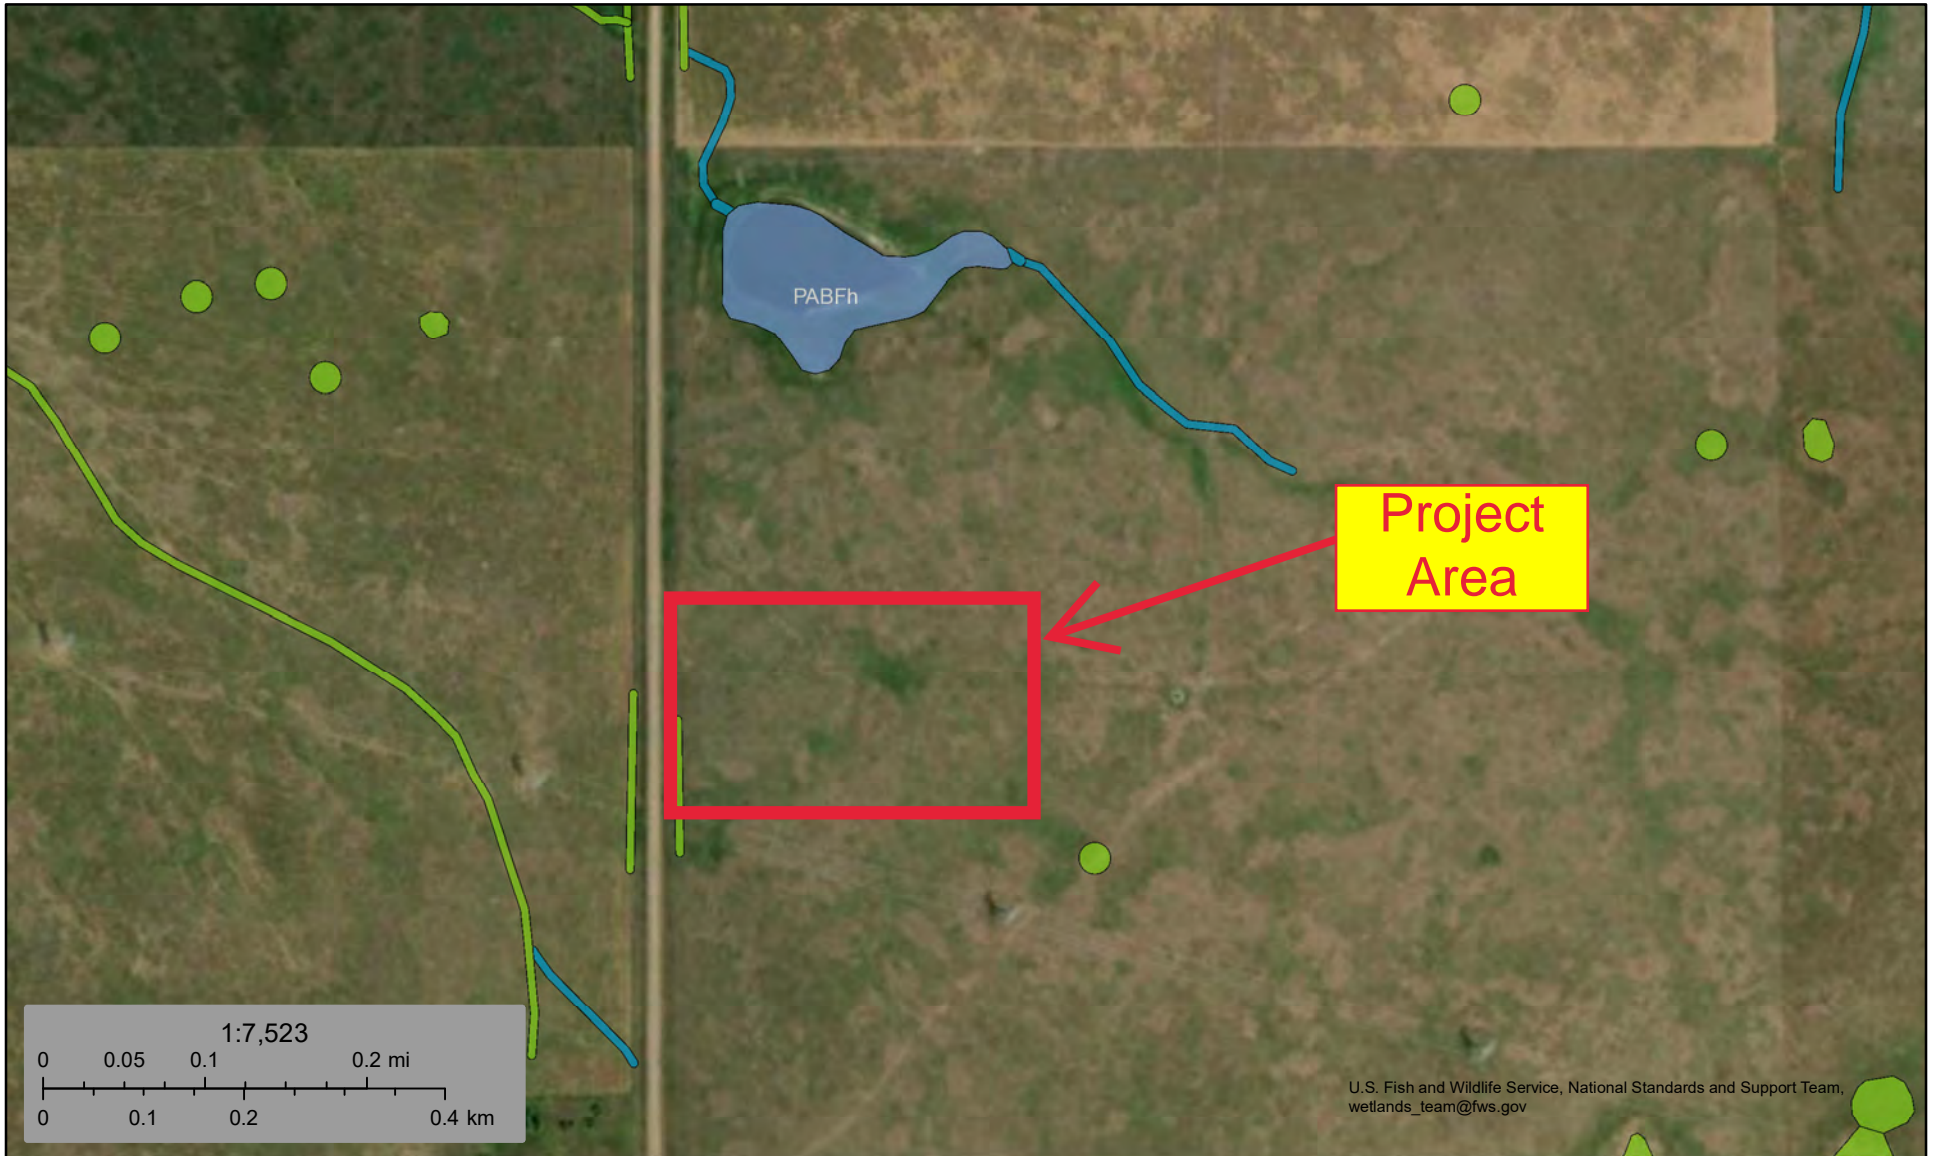 PABFh
Project
Area
1:7,523
0 0.05 0.1 0.2 mi
0 0.1 0.2 0.4 km
U.S. Fish and Wildlife Service, National Standards and Support Team,
wetlands_team@fws.gov